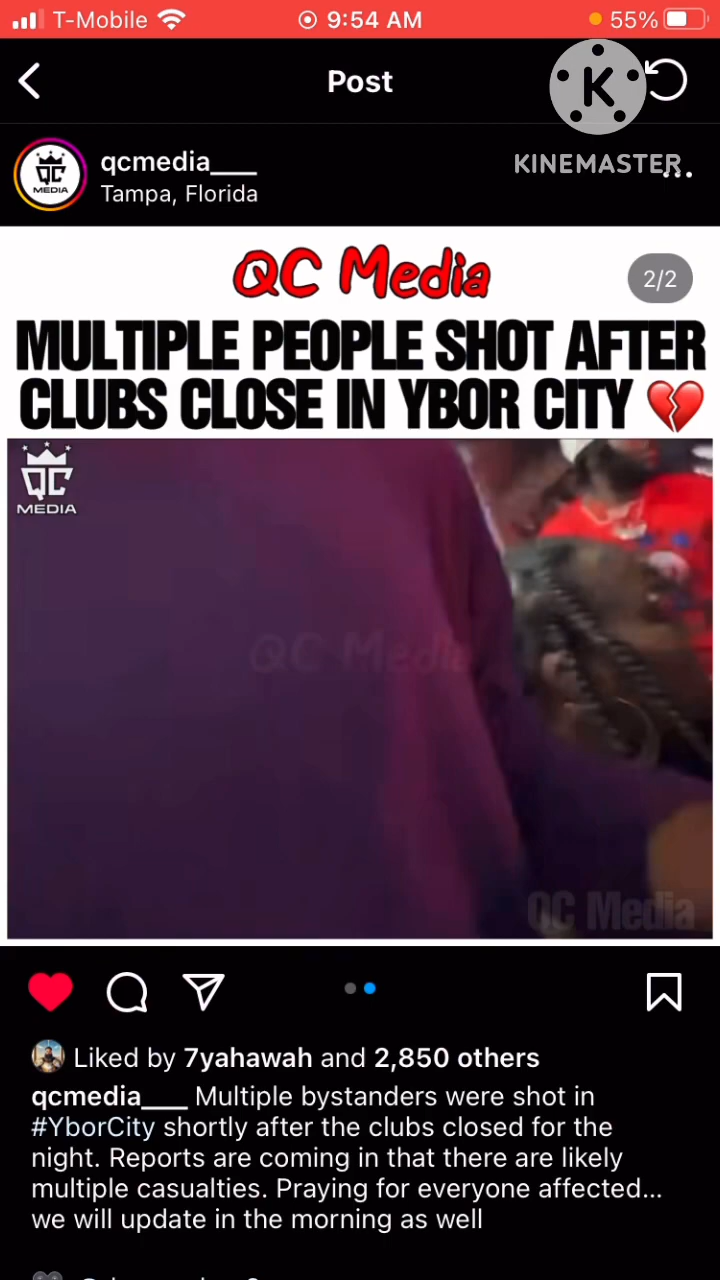 T-Mobile 9:54 AM 55%
Post
K
KINEMASTER
qcmedia___
QC
MEDIA
Tampa, Florida
QC Media
2/2
MULTIPLE PEOPLE SHOT AFTER
CLUBS CLOSE IN YBOR CITY 💔
QC
MEDIA
QC Media
QC Media
Liked by 7yahawah and 2,850 others
qcmedia___ Multiple bystanders were shot in
#YborCity shortly after the clubs closed for the
night. Reports are coming in that there are likely
multiple casualties. Praying for everyone affected...
we will update in the morning as well